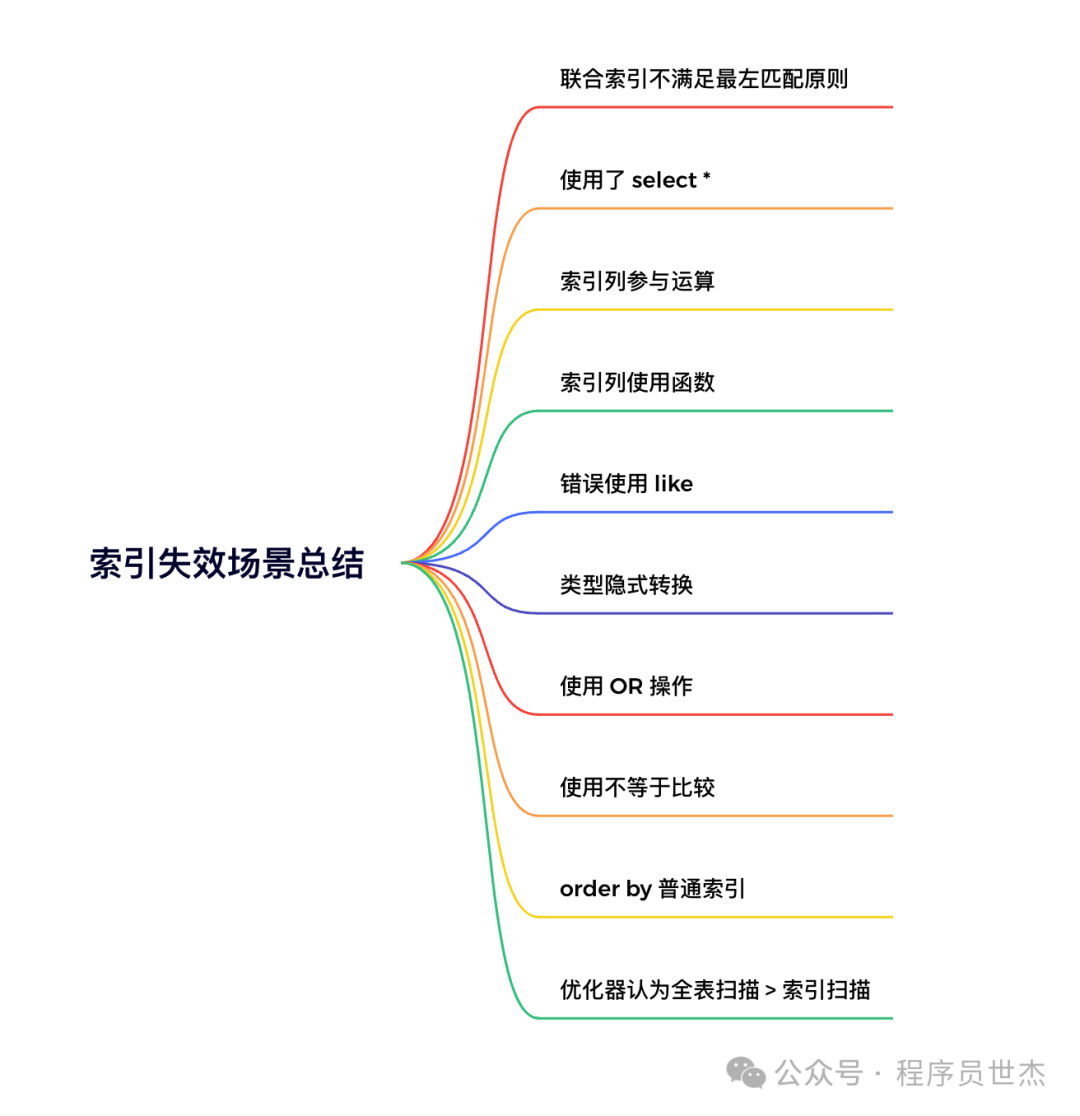 联合索引不满足最左匹配原则
使用了 select *
索引列参与运算
索引列使用函数
错误使用 like
索引失效场景总结
类型隐式转换
使用 OR 操作
使用不等于比较
order by 普通索引
优化器认为全表扫描 > 索引扫描
公众号 · 程序员世杰